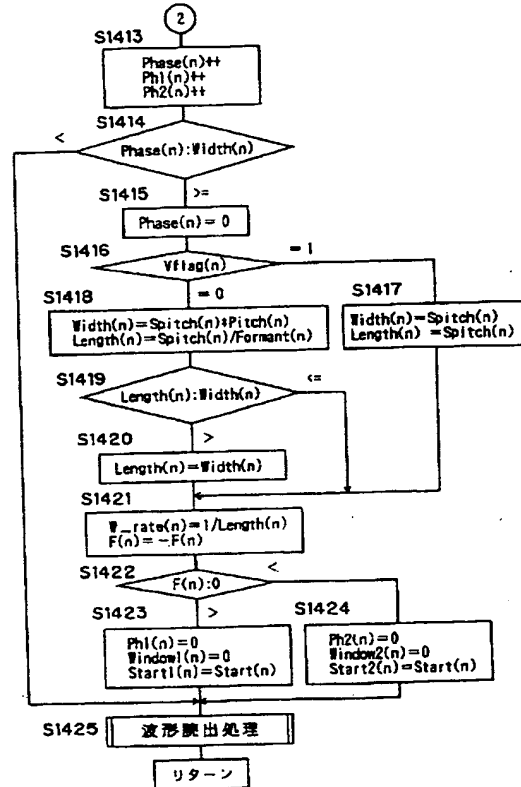 2
S1413
Phase(n)++
Ph1(n)++
Ph2(n)++
S1414
<
Phase(n):Width(n)
>=
S1415
Phase(n)=0
S1416
=1
Vflag(n)
S1418
=0
S1417
Width(n)=Spitch(n)*Pitch(n)
Length(n)=Spitch(n)/Formant(n)
Width(n)=Spitch(n)
Length(n)=Spitch(n)
S1419
<=
Length(n):Width(n)
S1420
>
Length(n)=Width(n)
S1421
W_rate(n)=1/Length(n)
F(n)=-F(n)
S1422
<
F(n):0
S1423
>
S1424
Ph1(n)=0
Window1(n)=0
Start1(n)=Start(n)
Ph2(n)=0
Window2(n)=0
Start2(n)=Start(n)
S1425
波形読出処理
リターン